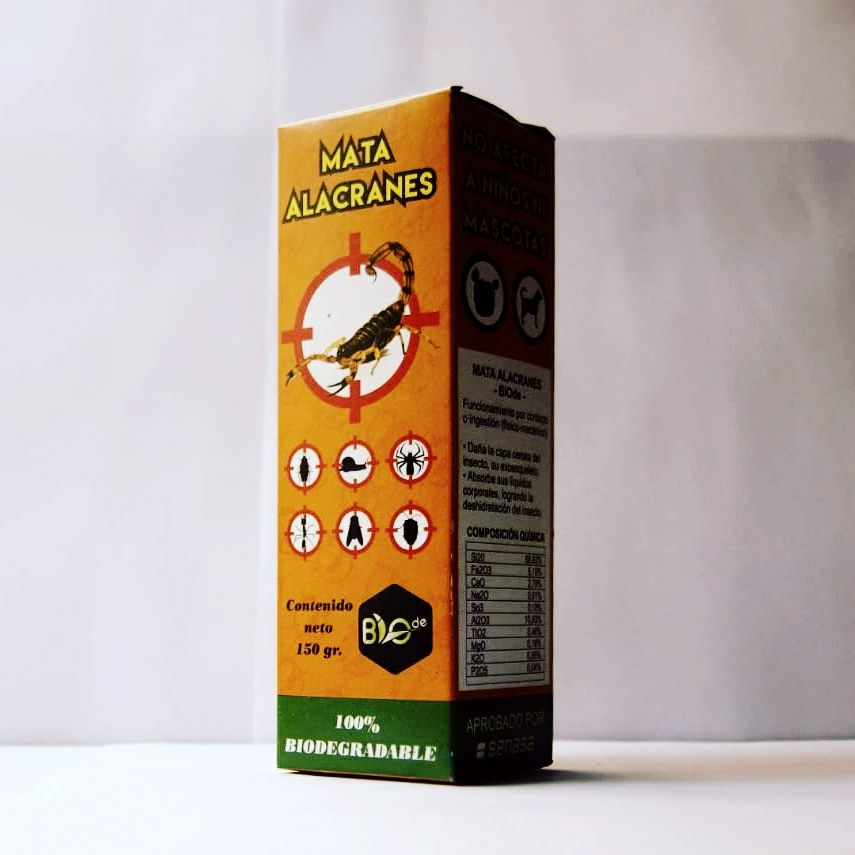 MATA
ALACRANES
Contenido
neto
150 gr.
BIOde
100%
BIODEGRADABLE
NO AFECTA
A NIÑOS NI
MASCOTAS
MATA ALACRANES
- BIOde -
Funcionamiento por contacto
o ingestión (físico-mecánico)
• Daña la capa cerosa del
insecto, su exoesqueleto.
• Absorbe sus líquidos
corporales, logrando la
deshidratación del insecto.
COMPOSICIÓN QUÍMICA
Si2O
Fe2O3
CaO
Na2O
So3
Al2O3
TiO2
MgO
K2O
P2O5
APROBADO POR
senasa